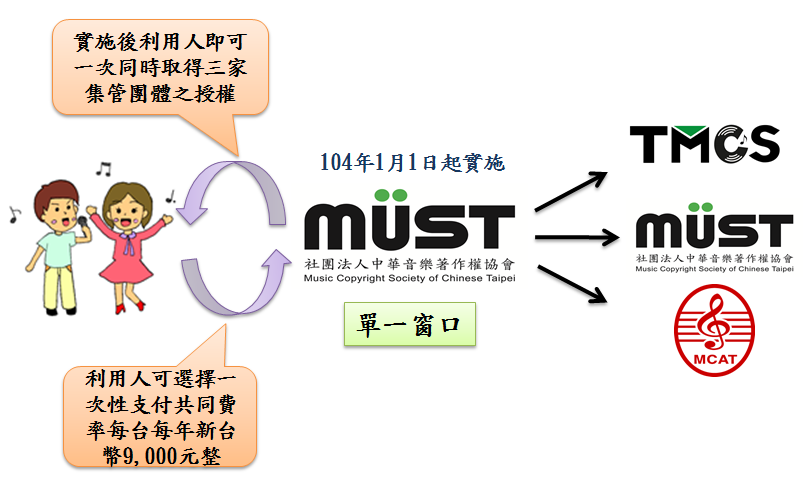 實施後利用人即可
一次同時取得三家
集管團體之授權
104年1月1日起實施
MÜST
社團法人中華音樂著作權協會
Music Copyright Society of Chinese Taipei
單一窗口
利用人可選擇一
次性支付共同費
率每台每年新台
幣9,000元整
TMCS
MÜST
社團法人中華音樂著作權協會
Music Copyright Society of Chinese Taipei
MCAT